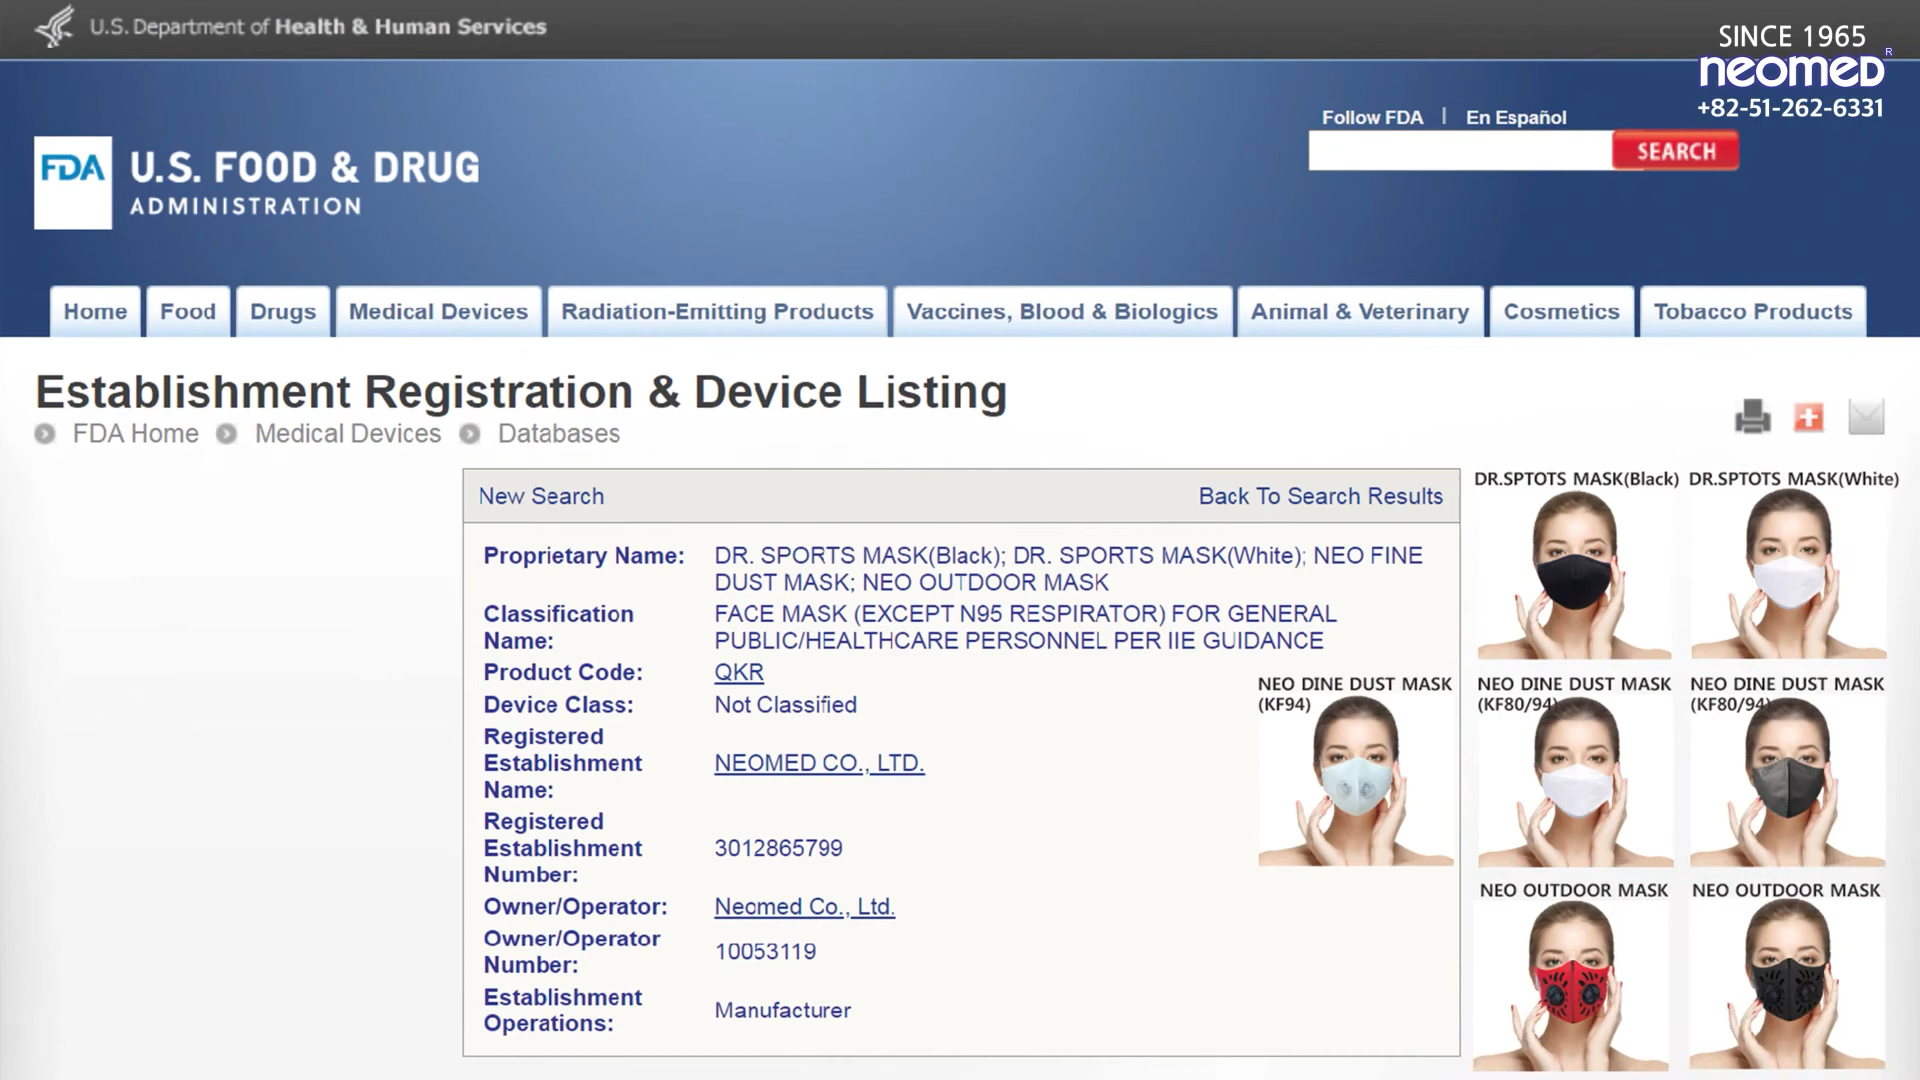 U.S. Department of Health & Human Services
SINCE 1965
neomed®
+82-51-262-6331
Follow FDA | En Español
SEARCH
FDA U.S. FOOD & DRUG
ADMINISTRATION
Home Food Drugs Medical Devices Radiation-Emitting Products Vaccines, Blood & Biologics Animal & Veterinary Cosmetics Tobacco Products
Establishment Registration & Device Listing
FDA Home Medical Devices Databases
New Search Back To Search Results
Proprietary Name: DR. SPORTS MASK(Black); DR. SPORTS MASK(White); NEO FINE
DUST MASK; NEO OUTDOOR MASK
Classification FACE MASK (EXCEPT N95 RESPIRATOR) FOR GENERAL
Name: PUBLIC/HEALTHCARE PERSONNEL PER IIE GUIDANCE
Product Code: QKR
Device Class: Not Classified
Registered
Establishment NEOMED CO., LTD.
Name:
Registered
Establishment 3012865799
Number:
Owner/Operator: Neomed Co., Ltd.
Owner/Operator
Number: 10053119
Establishment
Operations: Manufacturer
DR.SPTOTS MASK(Black) DR.SPTOTS MASK(White)
NEO DINE DUST MASK
(KF94)
NEO DINE DUST MASK
(KF80/94)
NEO DINE DUST MASK
(KF80/94)
NEO OUTDOOR MASK NEO OUTDOOR MASK